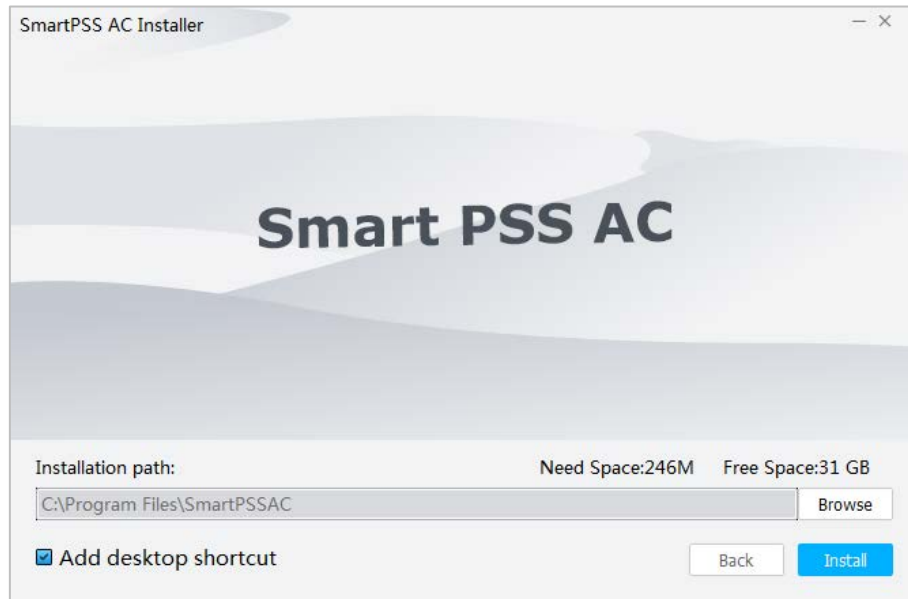 SmartPSS AC Installer
Smart PSS AC
Installation path: Need Space:246M Free Space:31 GB
C:\Program Files\SmartPSSAC Browse
Add desktop shortcut Back Install